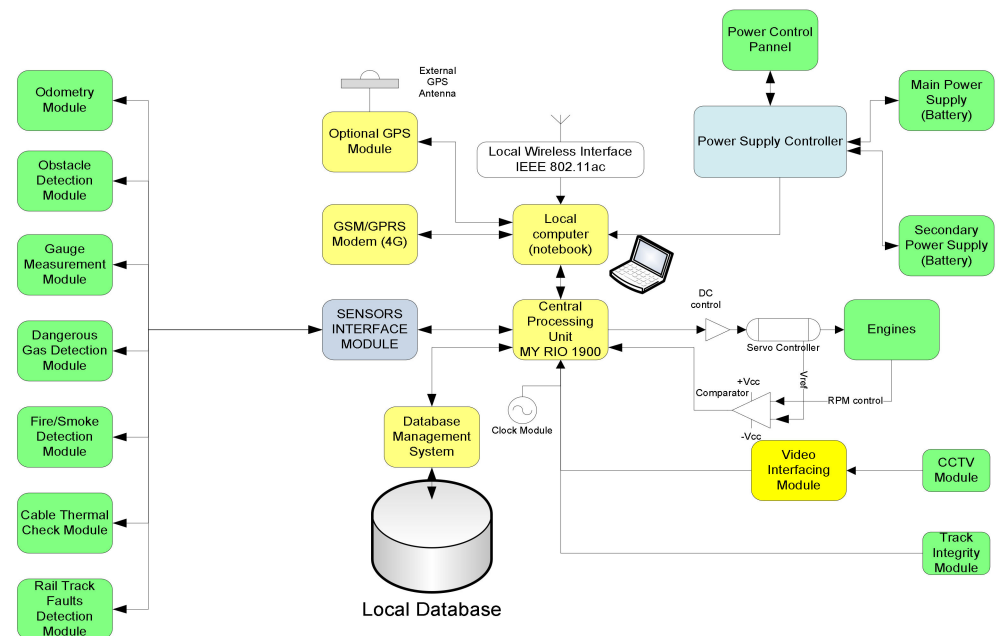 Power Control
Pannel
External
GPS
Antenna
Odometry
Module
Main Power
Supply
(Battery)
Optional GPS
Module
Power Supply Controller
Local Wireless Interface
IEEE 802.11ac
Obstacle
Detection
Module
GSM/GPRS
Modem (4G)
Local
computer
(notebook)
Secondary
Power Supply
(Battery)
Gauge
Measurement
Module
SENSORS
INTERFACE
MODULE
Central
Processing
Unit
MY RIO 1900
DC
control
Servo Controller
Engines
Dangerous
Gas Detection
Module
Vref
+Vcc
Comparator
-Vcc
RPM control
Clock Module
Fire/Smoke
Detection
Module
Database
Management
System
Video
Interfacing
Module
CCTV
Module
Cable Thermal
Check Module
Track
Integrity
Module
Rail Track
Faults
Detection
Module
Local Database